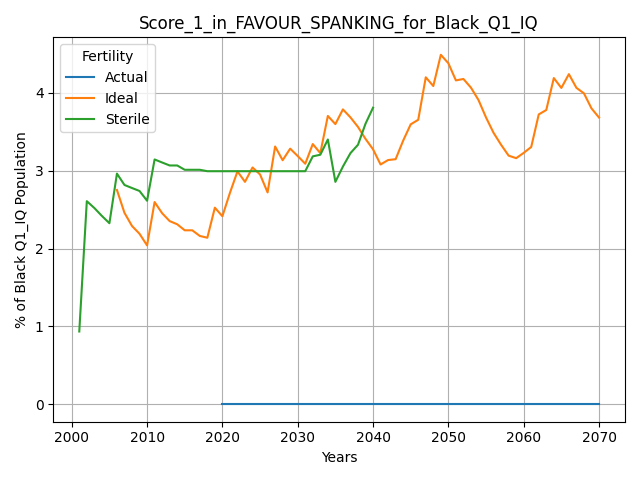 Score_1_in_FAVOUR_SPANKING_for_Black_Q1_IQ
Fertility
Actual
Ideal
Sterile
% of Black Q1_IQ Population
4
3
2
1
0
2000 2010 2020 2030 2040 2050 2060 2070
Years